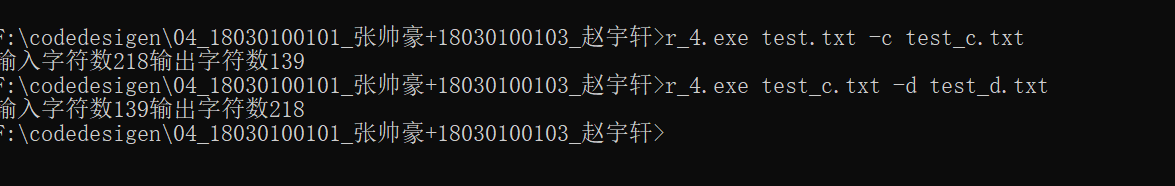 F:\codedesigen\04_18030100101_张帅豪+18030100103_赵宇轩>r_4.exe test.txt -c test_c.txt
输入字符数218输出字符数139
F:\codedesigen\04_18030100101_张帅豪+18030100103_赵宇轩>r_4.exe test_c.txt -d test_d.txt
输入字符数139输出字符数218
F:\codedesigen\04_18030100101_张帅豪+18030100103_赵宇轩>